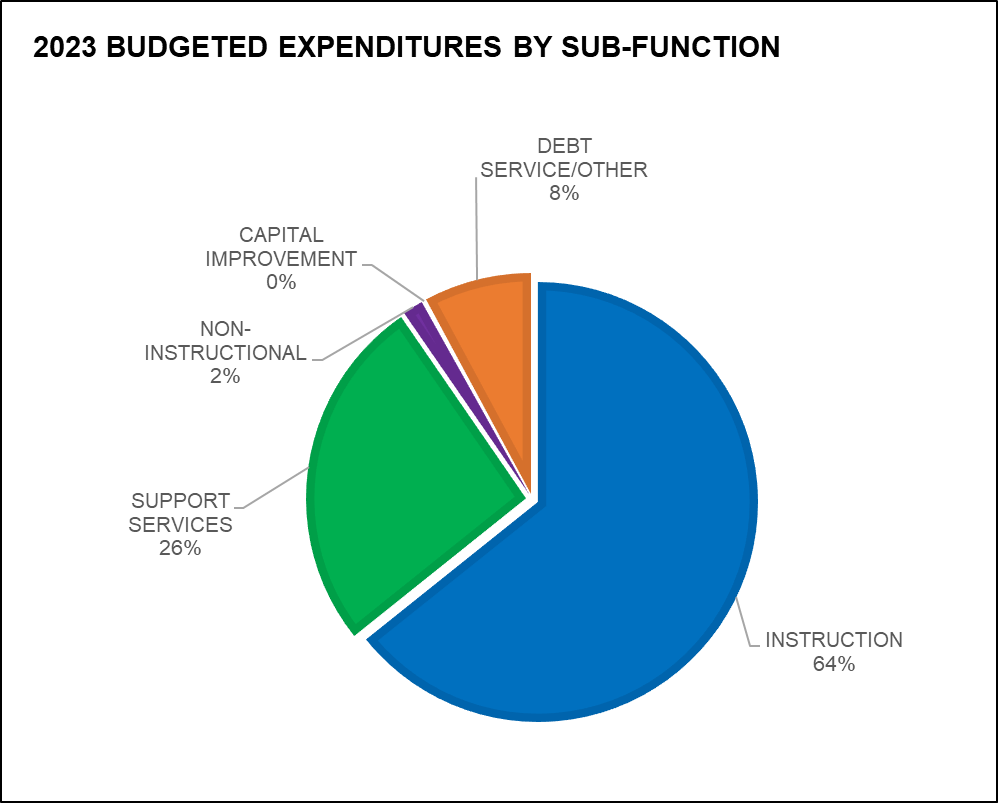 2023 BUDGETED EXPENDITURES BY SUB-FUNCTION
DEBT
SERVICE/OTHER
8%
CAPITAL
IMPROVEMENT
0%
NON-
INSTRUCTIONAL
2%
SUPPORT
SERVICES
26%
INSTRUCTION
64%